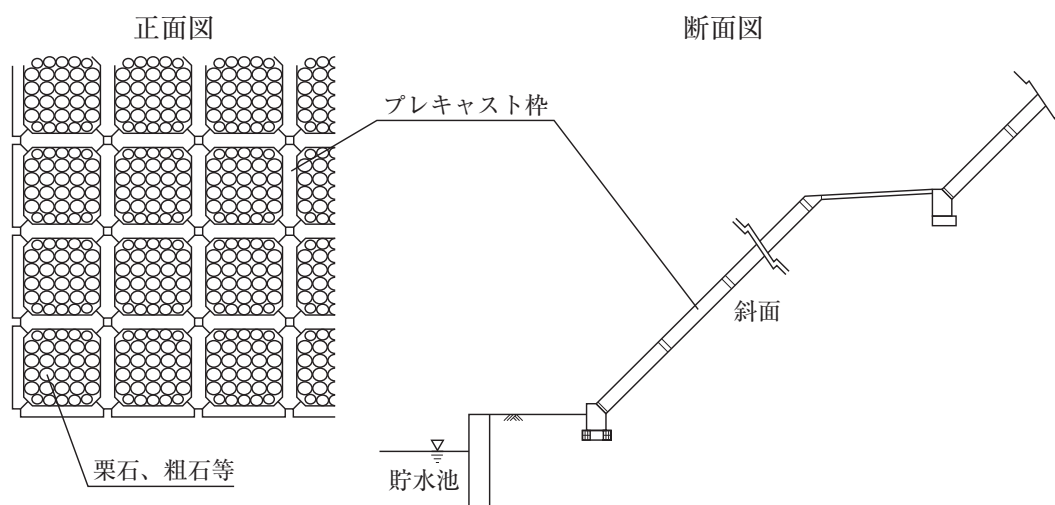 正面図
断面図
プレキャスト枠
斜面
栗石、粗石等
貯水池